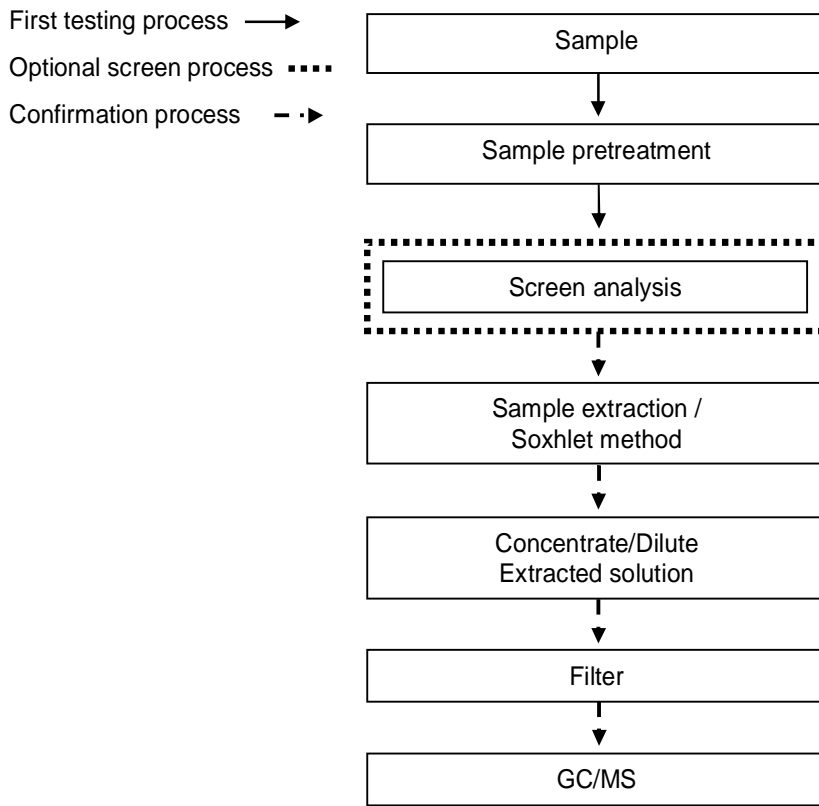 First testing process
Optional screen process
Confirmation process
Sample
Sample pretreatment
Screen analysis
Sample extraction /
Soxhlet method
Concentrate/Dilute
Extracted solution
Filter
GC/MS